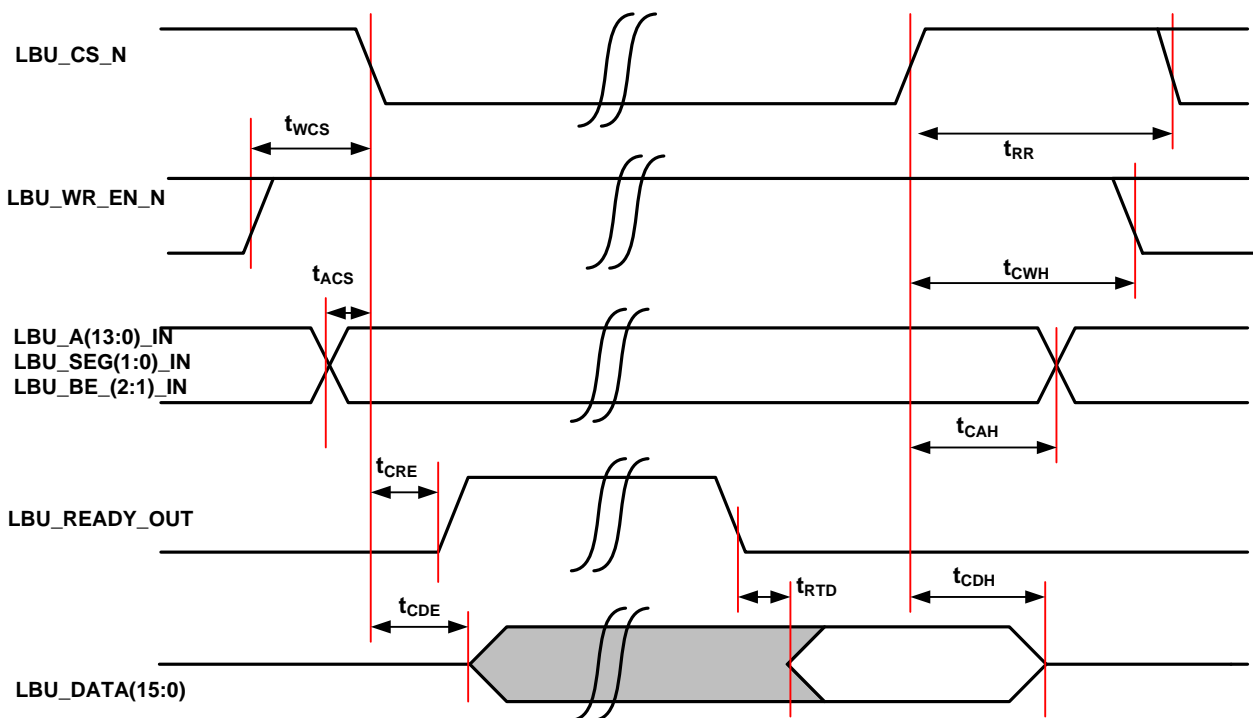 LBU_CS_N
tWCS
tRR
LBU_WR_EN_N
tACS
tCWH
LBU_A(13:0)_IN
LBU_SEG(1:0)_IN
LBU_BE_(2:1)_IN
tCAH
tCRE
LBU_READY_OUT
tRTD
tCDH
tCDE
LBU_DATA(15:0)